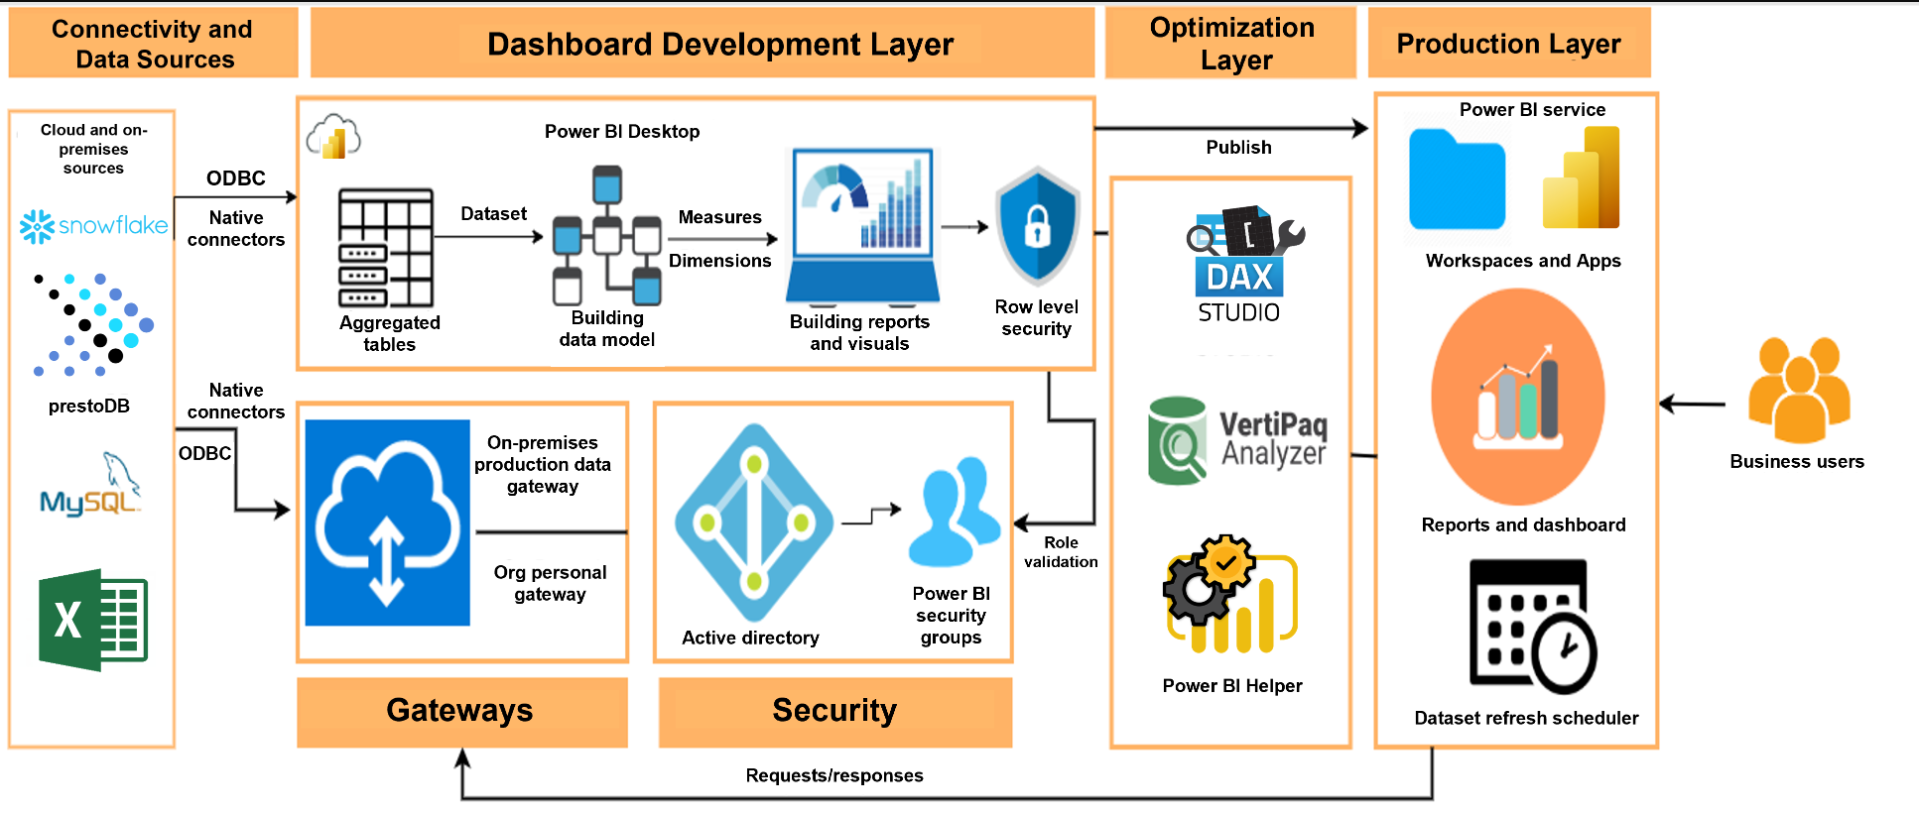 Connectivity and
Data Sources
Dashboard Development Layer
Optimization
Layer
Production Layer
Cloud and on-
premises
sources
snowflake
prestoDB
MySQL
X
ODBC
Native
connectors
Native
connectors
ODBC
Power BI Desktop
Aggregated
tables
Dataset
Building
data model
Measures
Dimensions
Building reports
and visuals
Row level
security
On-premises
production data
gateway
Org personal
gateway
Gateways
Active directory
Power BI
security
groups
Security
Role
validation
Publish
[
DAX
STUDIO
VertiPaq
Analyzer
Power BI Helper
Power BI service
Workspaces and Apps
Reports and dashboard
Dataset refresh scheduler
Business users
Requests/responses